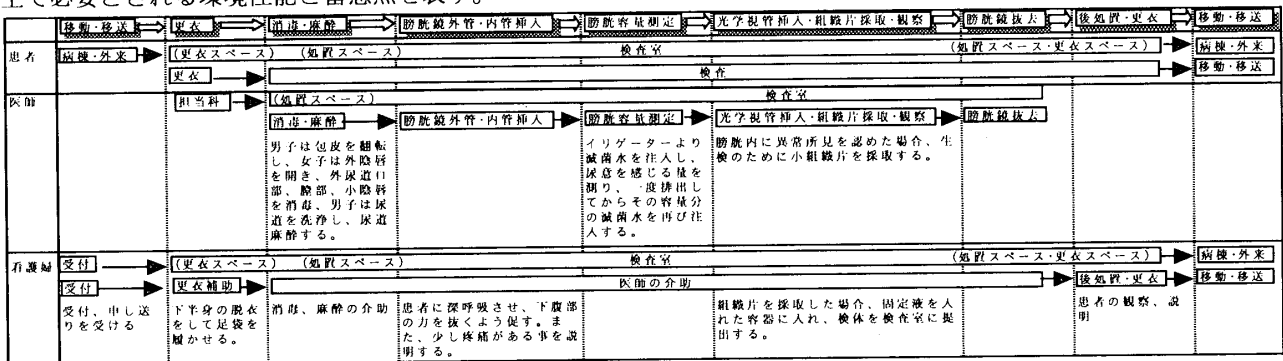 上で必要とされる環境性能と留意点を表す。
移動・移送
更衣
消毒・麻酔
膀胱鏡外管・内管挿入
膀胱容量測定
光学視管挿入・組織片採取・観察
膀胱鏡抜去
後処置・更衣
移動・移送
患者
病棟・外来
(更衣スペース) (処置スペース)
検査室
(処置スペース・更衣スペース)
病棟・外来
更衣
検査
移動・移送
医師
担当科
(処置スペース)
検査室
消毒・麻酔
膀胱鏡外管・内管挿入
膀胱容量測定
光学視管挿入・組織片採取・観察
膀胱鏡抜去
男子は包皮を翻転
し、女子は外陰唇
を開き、外尿道口
部、膣部、小陰唇
を消毒、男子は尿
道を洗浄し、尿道
麻酔する。
イリゲーターより
滅菌水を注入し、
尿意を感じる量を
測り、一度排出し
てからその容量分
の滅菌水を再び注
入する。
膀胱内に異常所見を認めた場合、生
検のために小組織片を採取する。
看護婦
受付
(更衣スペース) (処置スペース)
検査室
(処置スペース・更衣スペース)
病棟・外来
受付
更衣補助
医師の介助
後処置・更衣
移動・移送
受付、申し送
りを受ける
下半身の脱衣
をして足袋を
履かせる。
消毒、麻酔の介助
患者に深呼吸させ、下腹部
の力を抜くよう促す。ま
た、少し疼痛がある事を説
明する。
組織片を採取した場合、固定液を入
れた容器に入れ、検体を検査室に提
出する。
患者の観察、説
明